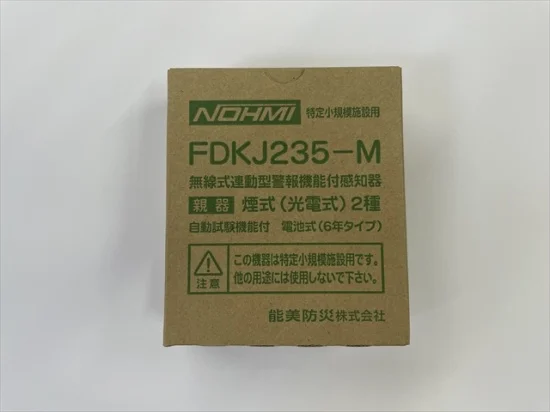 NOHMI 特定小規模施設用
FDKJ235-M
無線式連動型警報機能付感知器
親器 煙式(光電式)2種
自動試験機能付 電池式(6年タイプ)
この機器は特定小規模施設用です。
注意 他の用途には使用しないで下さい。
能美防災株式会社